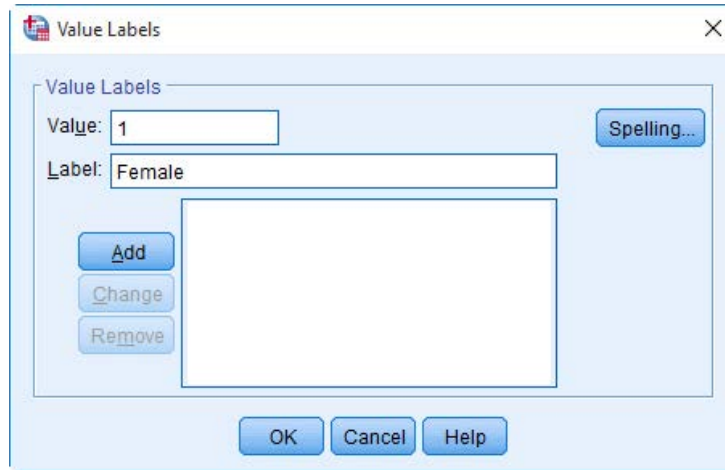 Value Labels
Value Labels
Value: 1
Spelling...
Label: Female
Add
Change
Remove
OK Cancel Help